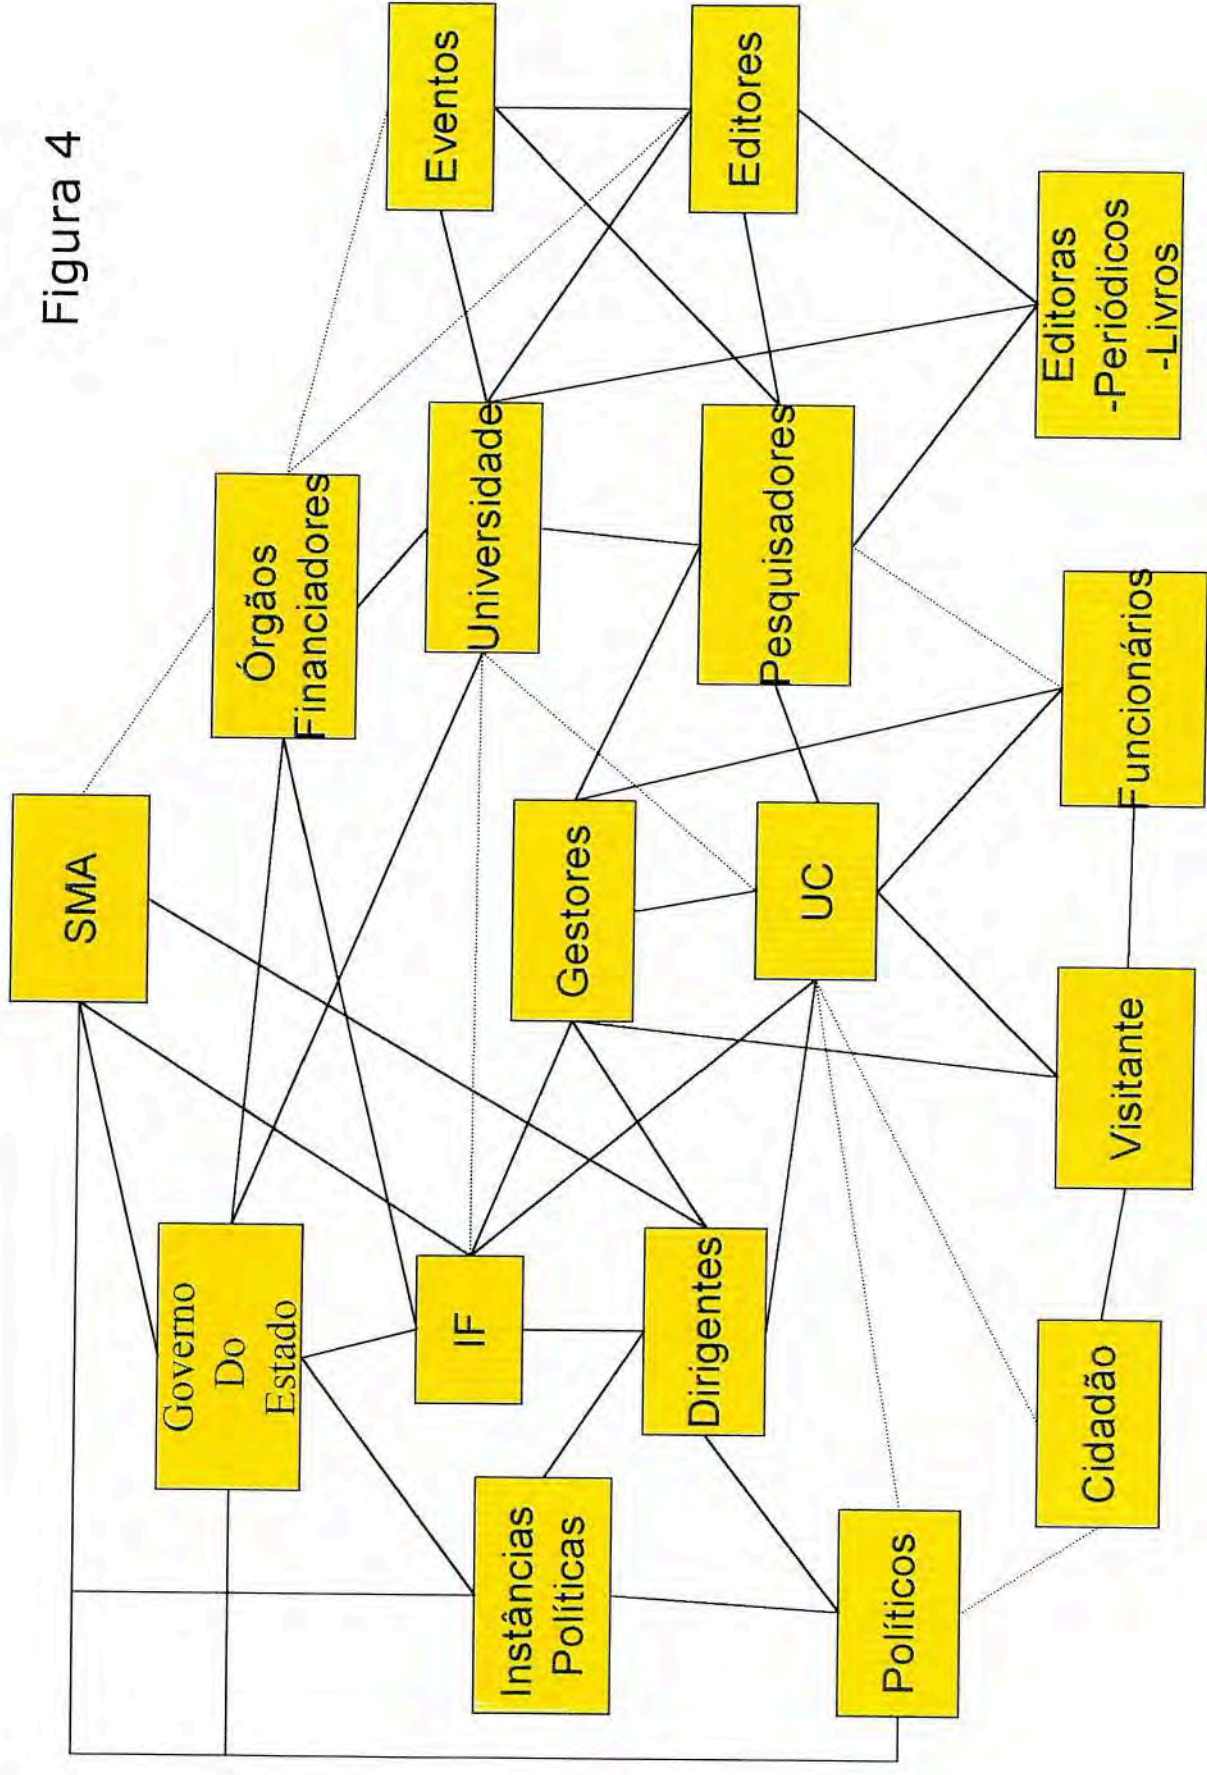 Figura 4
SMA
Governo
Do
Estado
Órgãos
Financiadores
Eventos
IF
Universidade
Instâncias
Políticas
Gestores
Dirigentes
Pesquisadores
Editores
UC
Políticos
Cidadão
Visitante
Funcionários
Editoras
-Periódicos
-Livros